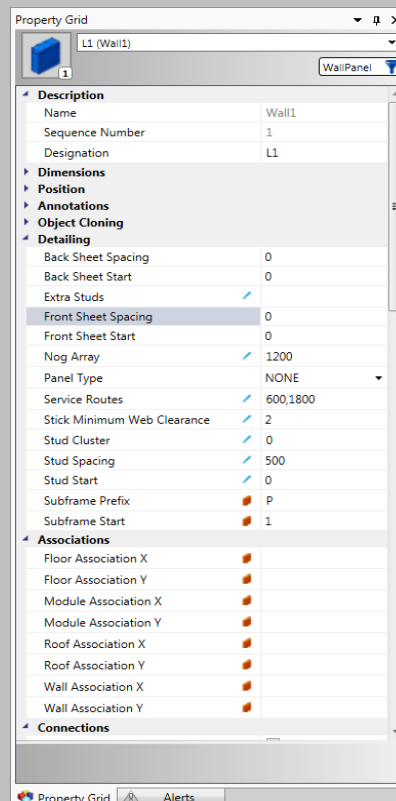 Property Grid
L1 (Wall1)
1
WallPanel
Description
Name Wall1
Sequence Number 1
Designation L1
Dimensions
Position
Annotations
Object Cloning
Detailing
Back Sheet Spacing 0
Back Sheet Start 0
Extra Studs
Front Sheet Spacing 0
Front Sheet Start 0
Nog Array 1200
Panel Type NONE
Service Routes 600,1800
Stick Minimum Web Clearance 2
Stud Cluster 0
Stud Spacing 500
Stud Start 0
Subframe Prefix P
Subframe Start 1
Associations
Floor Association X
Floor Association Y
Module Association X
Module Association Y
Roof Association X
Roof Association Y
Wall Association X
Wall Association Y
Connections
Property Grid Alerts